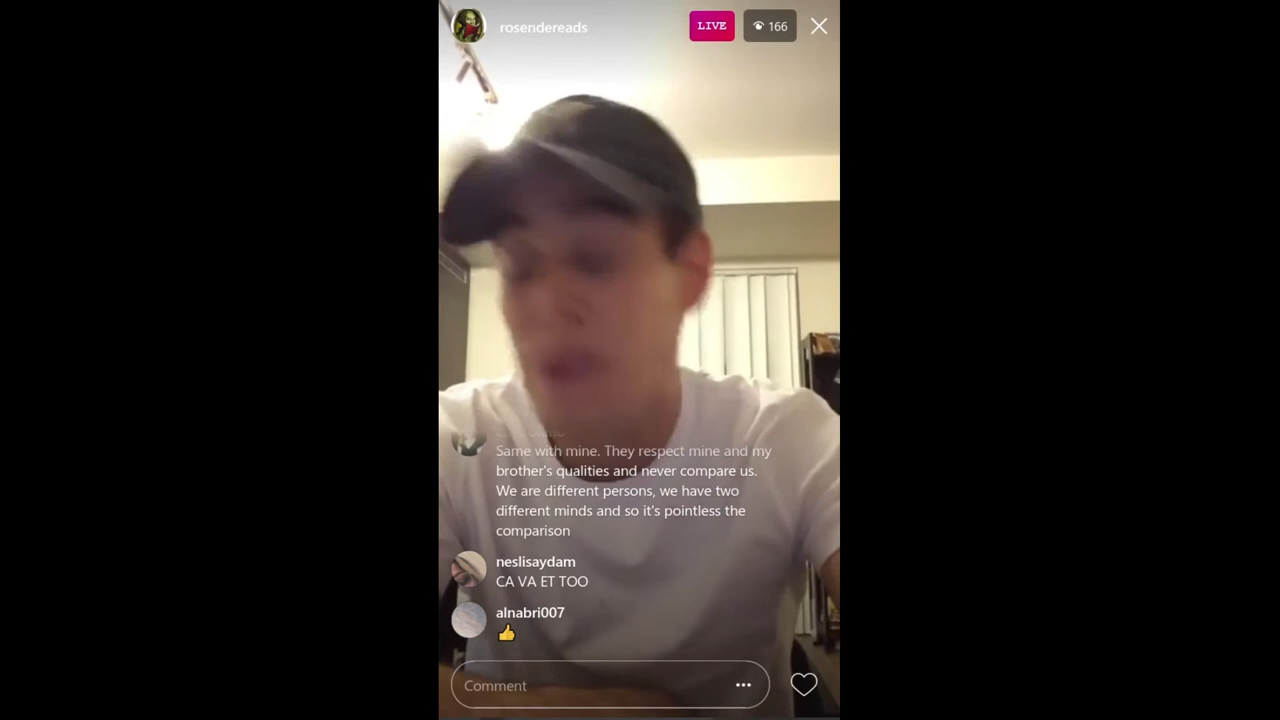 rosendereads
LIVE
166
Same with mine. They respect mine and my
brother's qualities and never compare us.
We are different persons, we have two
different minds and so it's pointless the
comparison
neslisaydam
CA VA ET TOO
alnabri007
👍
Comment